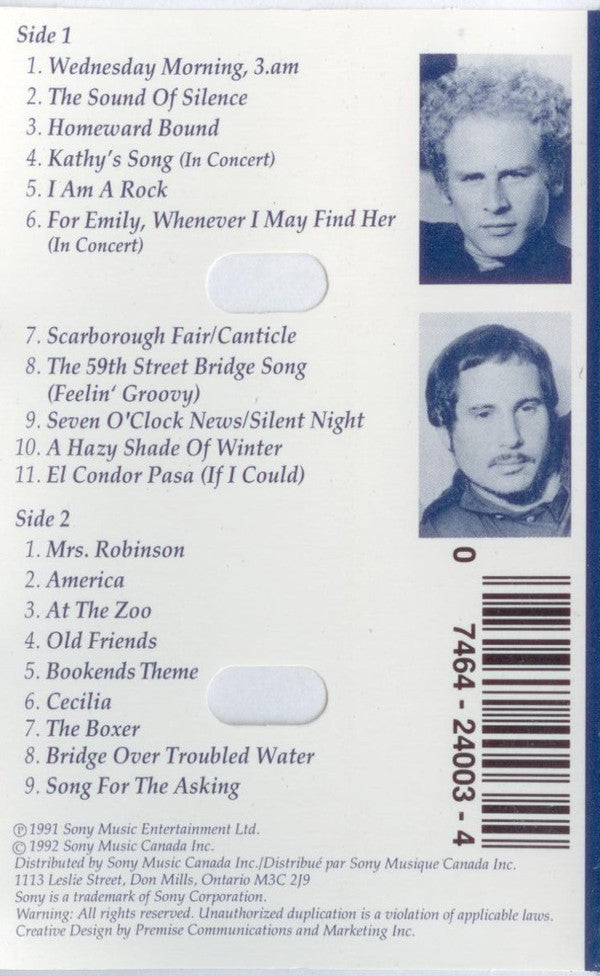 Side 1
1. Wednesday Morning, 3.am
2. The Sound Of Silence
3. Homeward Bound
4. Kathy's Song (In Concert)
5. I Am A Rock
6. For Emily, Whenever I May Find Her
(In Concert)
7. Scarborough Fair/Canticle
8. The 59th Street Bridge Song
(Feelin' Groovy)
9. Seven O'Clock News/Silent Night
10. A Hazy Shade Of Winter
11. El Condor Pasa (If I Could)
Side 2
1. Mrs. Robinson
2. America
3. At The Zoo
4. Old Friends
5. Bookends Theme
6. Cecilia
7. The Boxer
8. Bridge Over Troubled Water
9. Song For The Asking
℗1991 Sony Music Entertainment Ltd.
©1992 Sony Music Canada Inc.
Distributed by Sony Music Canada Inc./Distribué par Sony Musique Canada Inc.
1113 Leslie Street, Don Mills, Ontario M3C 2J9
Sony is a trademark of Sony Corporation.
Warning: All rights reserved. Unauthorized duplication is a violation of applicable laws.
Creative Design by Premise Communications and Marketing Inc.
0 7464-24003-4